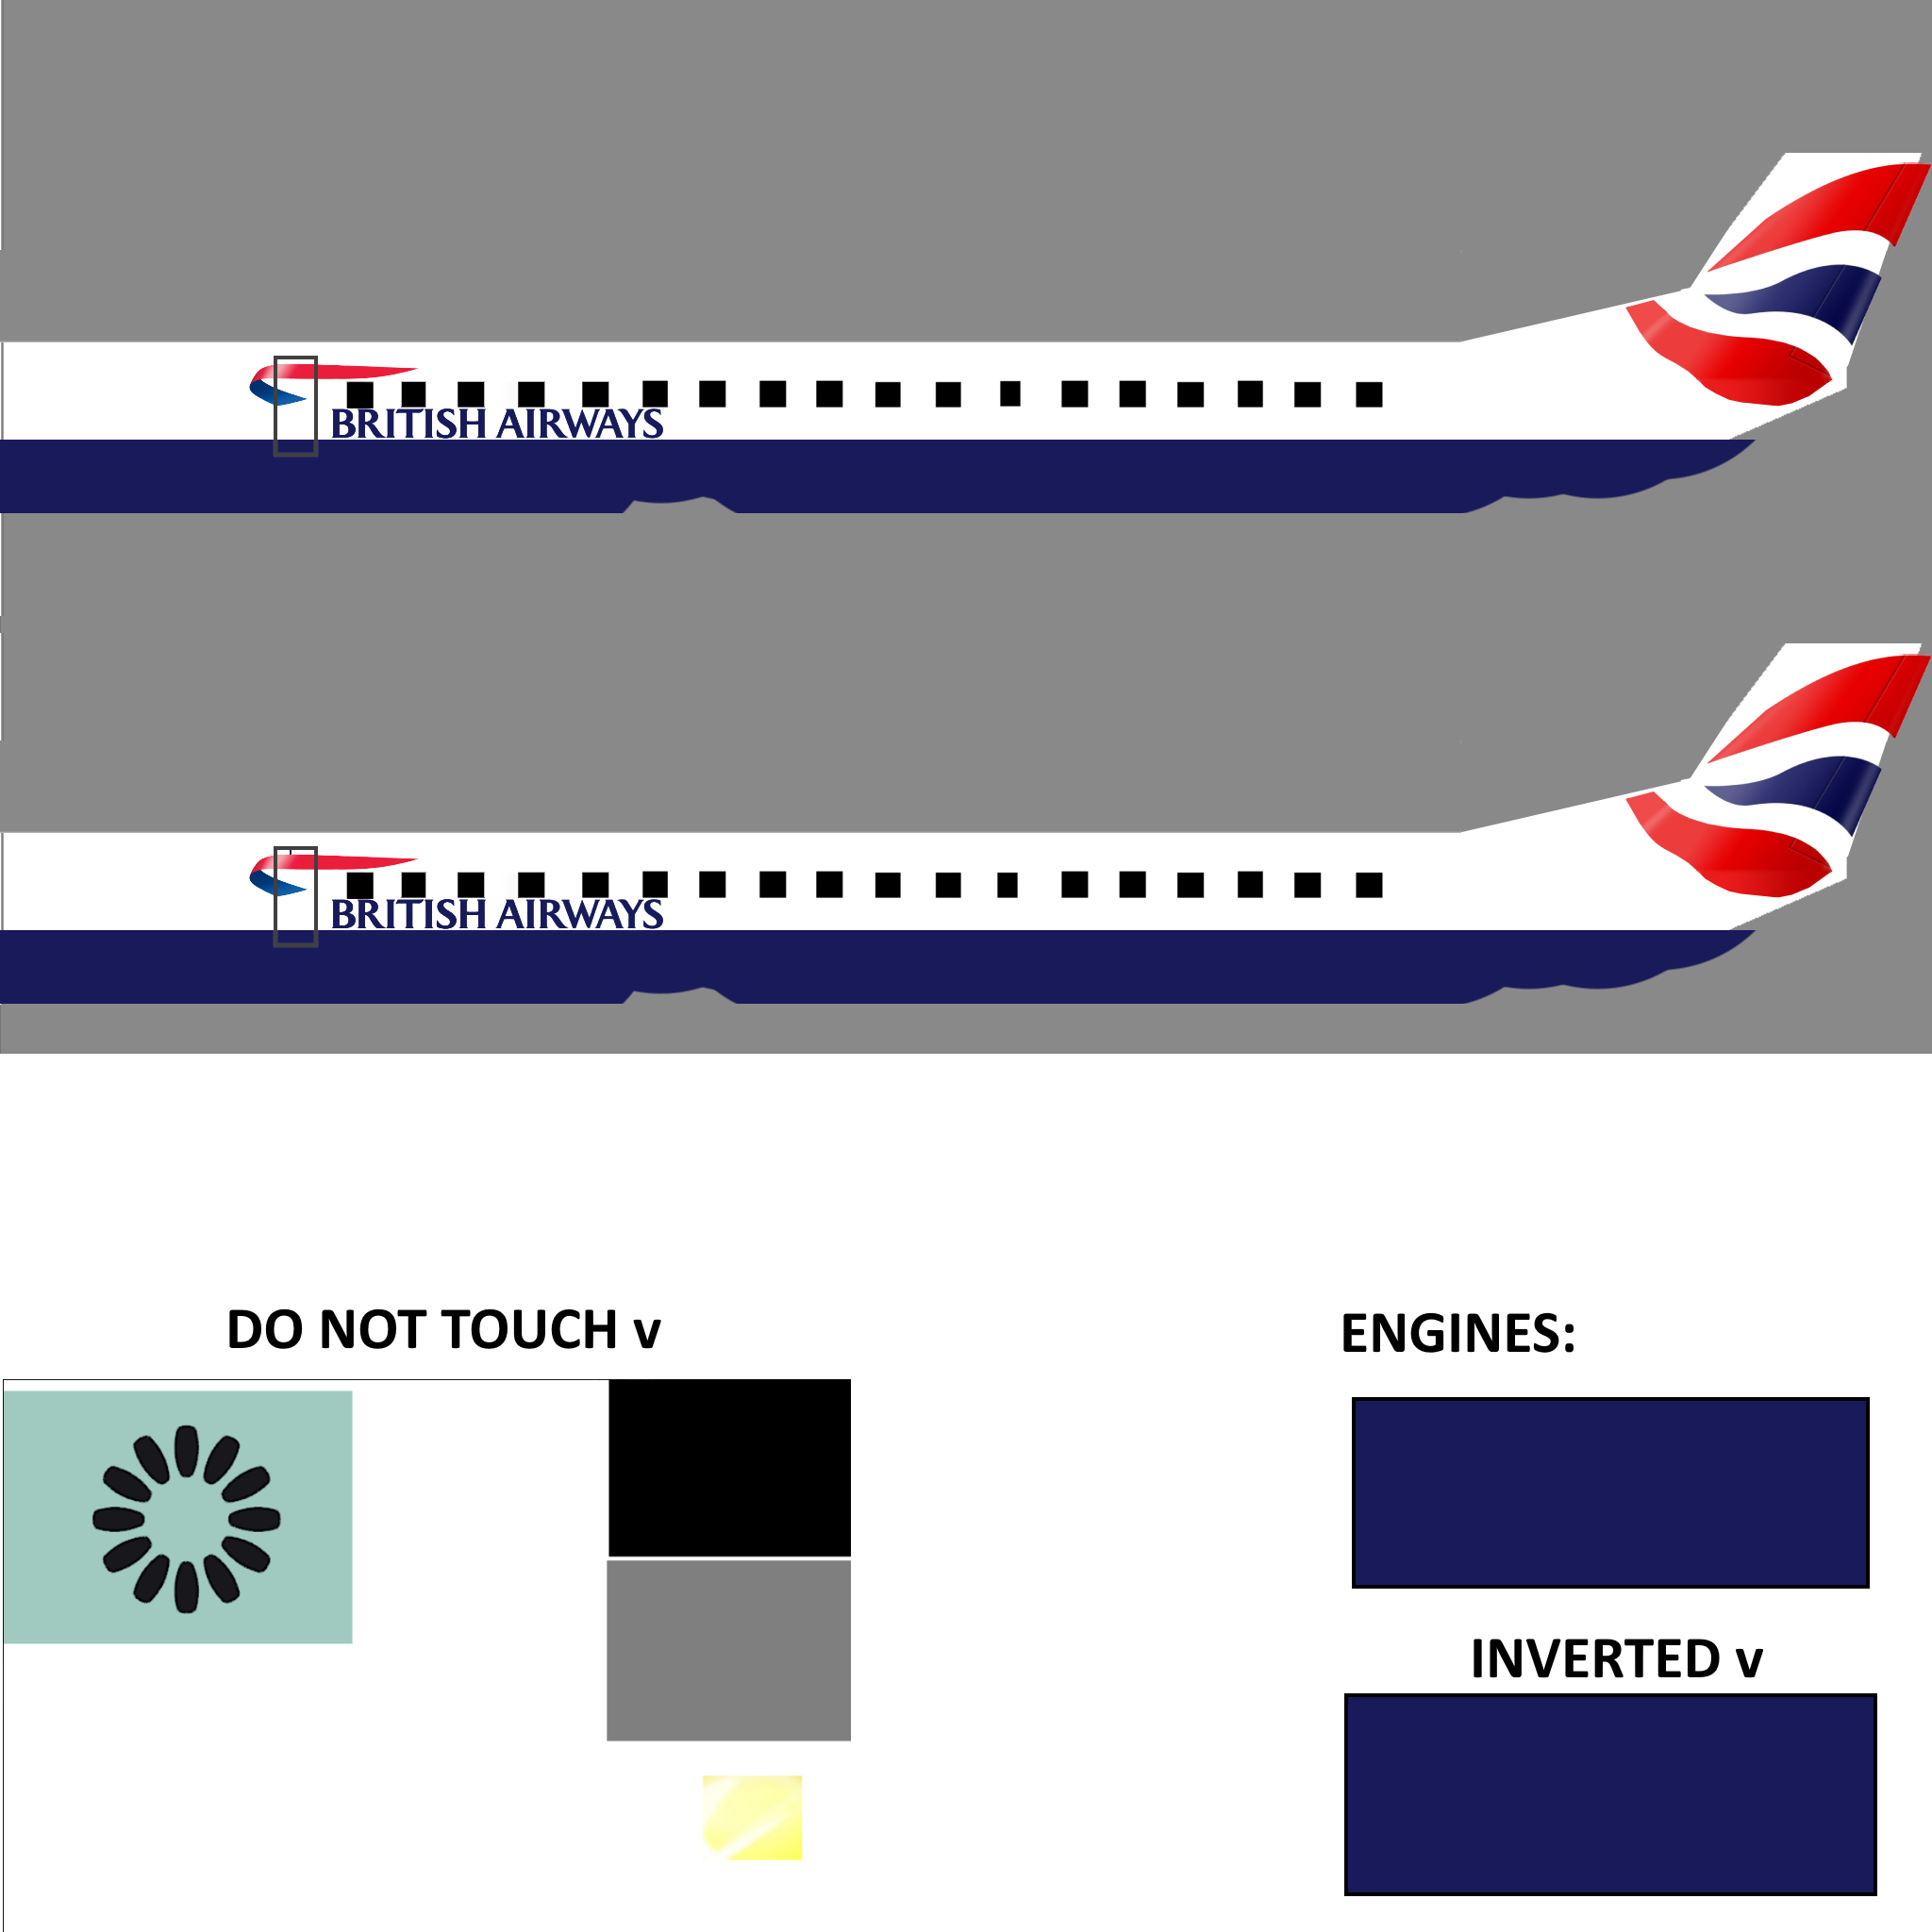 BRITISH AIRWAYS
BRITISH AIRWAYS
DO NOT TOUCH v
ENGINES:
INVERTED v